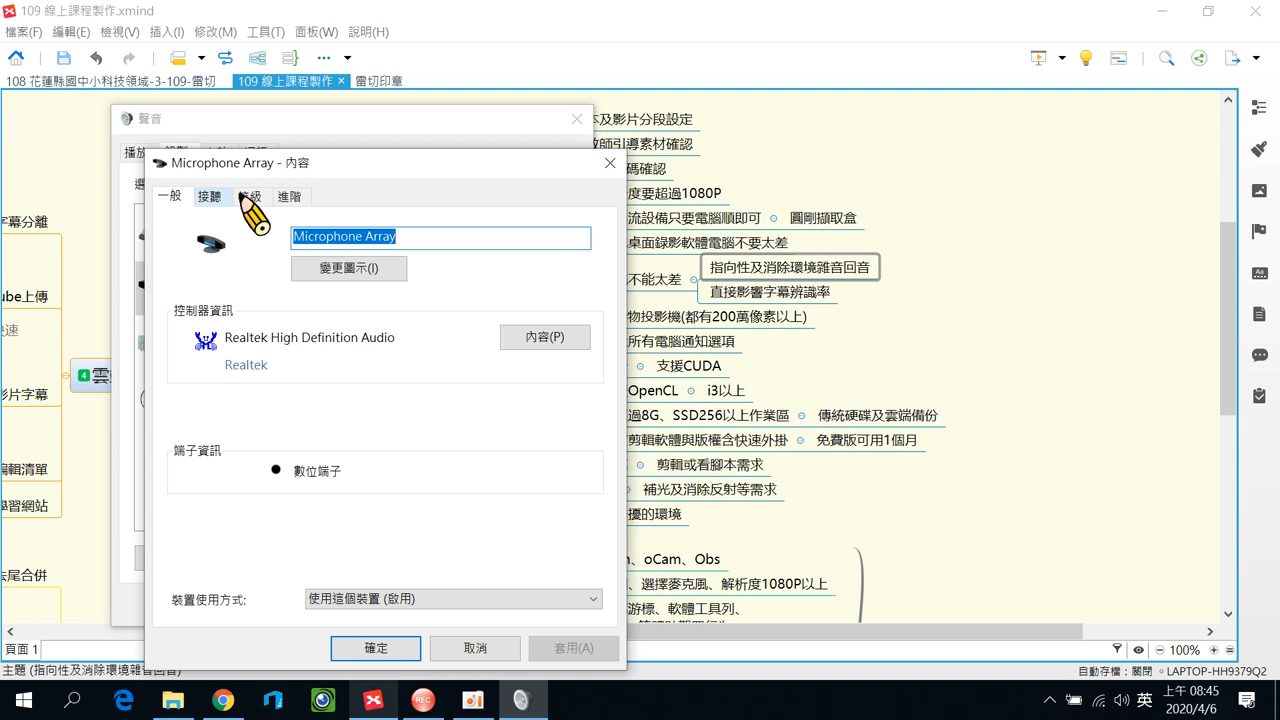 109 線上課程製作.xmind
檔案(F) 編輯(E) 檢視(V) 插入(I) 修改(M) 工具(T) 面板(W) 說明(H)
108 花蓮縣國中小科技領域-3-109-雷切
109 線上課程製作
雷切印章
聲音
播放
Microphone Array - 內容
一般
接聽
級
進階
Microphone Array
變更圖示(I)
控制器資訊
Realtek High Definition Audio
內容(P)
Realtek
端子資訊
數位端子
裝置使用方式:
使用這個裝置 (啟用)
確定
取消
套用(A)
字幕分離
ube上傳
快速
影片字幕
編輯清單
學習網站
去尾合併
4 雲
本及影片分段設定
教師引導素材確認
碼確認
度要超過1080P
流設備只要電腦順即可
圓剛擷取盒
桌面錄影軟體電腦不要太差
不能太差
指向性及消除環境雜音回音
直接影響字幕辨識率
物投影機(都有200萬像素以上)
所有電腦通知選項
支援CUDA
OpenCL
i3以上
過8G、SSD256以上作業區
傳統硬碟及雲端備份
剪輯軟體與版權含快速外掛
免費版可用1個月
剪輯或看腳本需求
補光及消除反射等需求
擾的環境
、oCam、Obs
、選擇麥克風、解析度1080P以上
游標、軟體工具列、
頁面 1
100%
主題 (指向性及消除環境雜音回音)
自動存檔：關閉
LAPTOP-HH9379Q2
REC
英
上午 08:45
2020/4/6